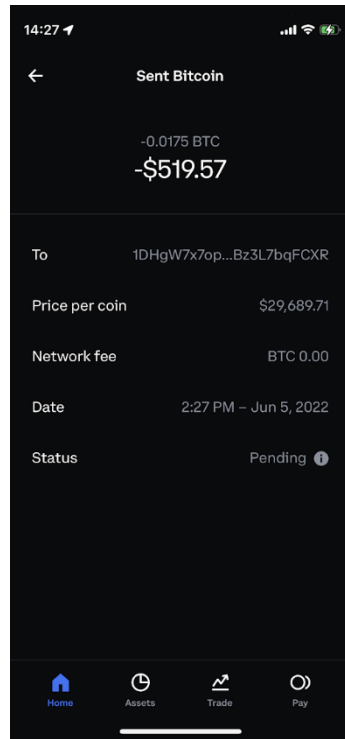 14:27
Sent Bitcoin
-0.0175 BTC
-$519.57
To 1DHgW7x7op...Bz3L7bqFCXR
Price per coin $29,689.71
Network fee BTC 0.00
Date 2:27 PM – Jun 5, 2022
Status Pending
Home Assets Trade Pay